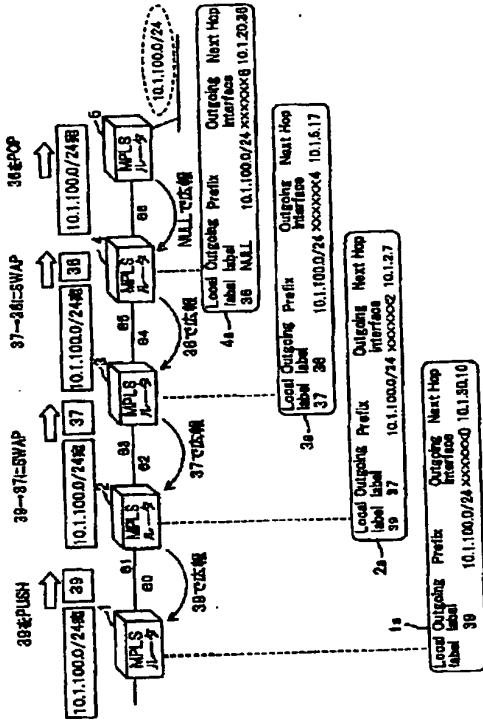 39をPUSH
39→37にSWAP
37→36にSWAP
36をPOP
10.1.100.0/24宛
39
10.1.100.0/24宛
37
10.1.100.0/24宛
36
10.1.100.0/24宛
10.1.100.0/24
1
MPLS
ルータ
2
MPLS
ルータ
3
MPLS
ルータ
4
MPLS
ルータ
5
MPLS
ルータ
60
61
62
63
64
65
66
39で広報
37で広報
36で広報
NULLで広報
4a
Local Outgoing Prefix Outgoing Next Hop
label label Interface
36 NULL 10.1.100.0/24 xxxxxxx6 10.1.20.36
3a
Local Outgoing Prefix Outgoing Next Hop
label label Interface
37 36 10.1.100.0/24 xxxxxxx4 10.1.5.17
2a
Local Outgoing Prefix Outgoing Next Hop
label label Interface
39 37 10.1.100.0/24 xxxxxxx2 10.1.2.7
1a
Local Outgoing Prefix Outgoing Next Hop
label label Interface
39 10.1.100.0/24 xxxxxxx0 10.1.30.10